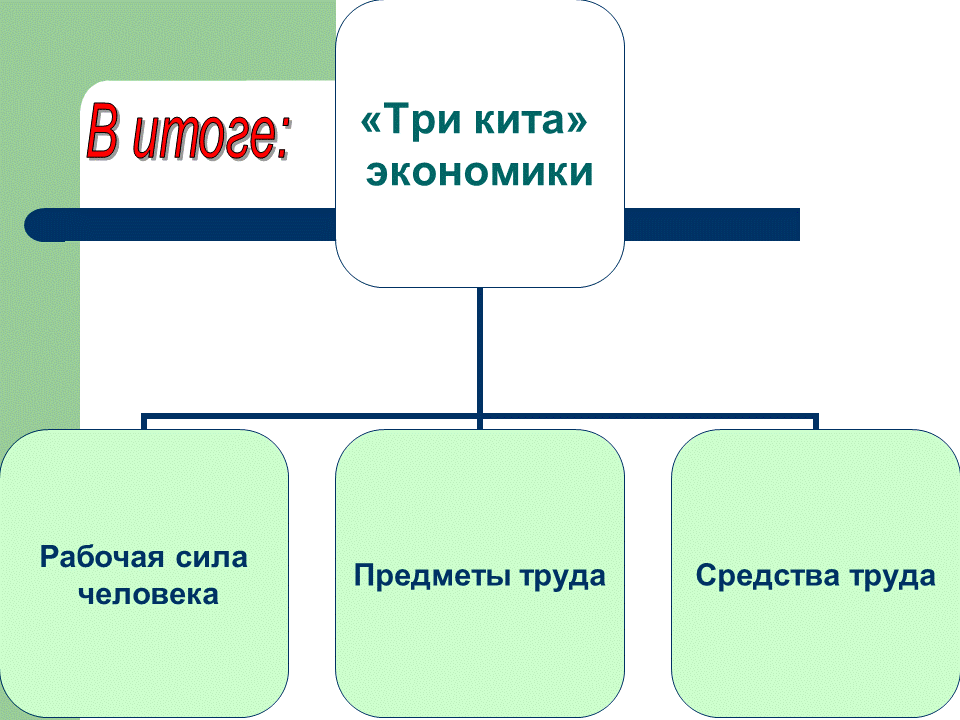 В итоге:
«Три кита»
экономики
Рабочая сила
человека
Предметы труда
Средства труда